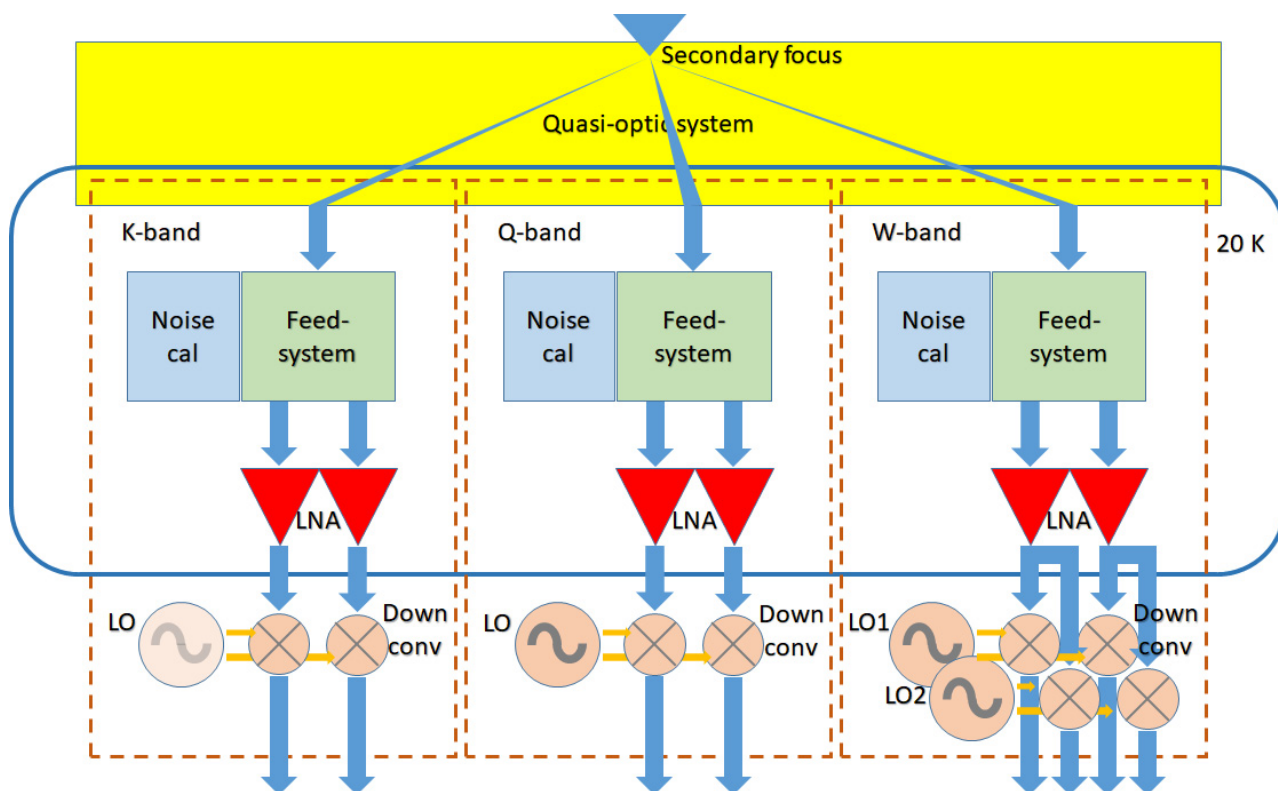 Secondary focus
Quasi-optic system
K-band
Q-band
W-band
20 K
Noise
cal
Feed-
system
Noise
cal
Feed-
system
Noise
cal
Feed-
system
LNA
LNA
LNA
LO
Down
conv
LO
Down
conv
LO1
Down
conv
LO2